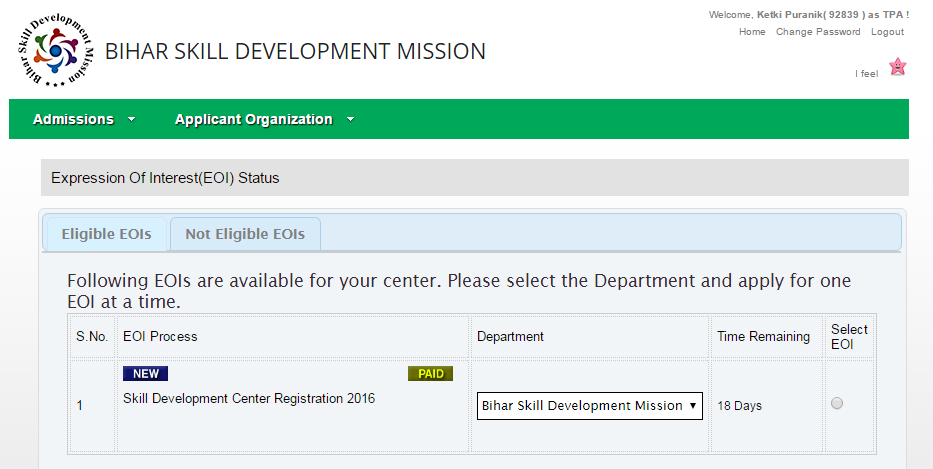 Welcome, Ketki Puranik( 92839 ) as TPA !
Home Change Password Logout
Bihar Skill Development Mission
BIHAR SKILL DEVELOPMENT MISSION
I feel
Admissions Applicant Organization
Expression Of Interest(EOI) Status
Eligible EOIs Not Eligible EOIs
Following EOIs are available for your center. Please select the Department and apply for one
EOI at a time.
S.No. EOI Process Department Time Remaining Select
EOI
NEW PAID
1 Skill Development Center Registration 2016 Bihar Skill Development Mission 18 Days